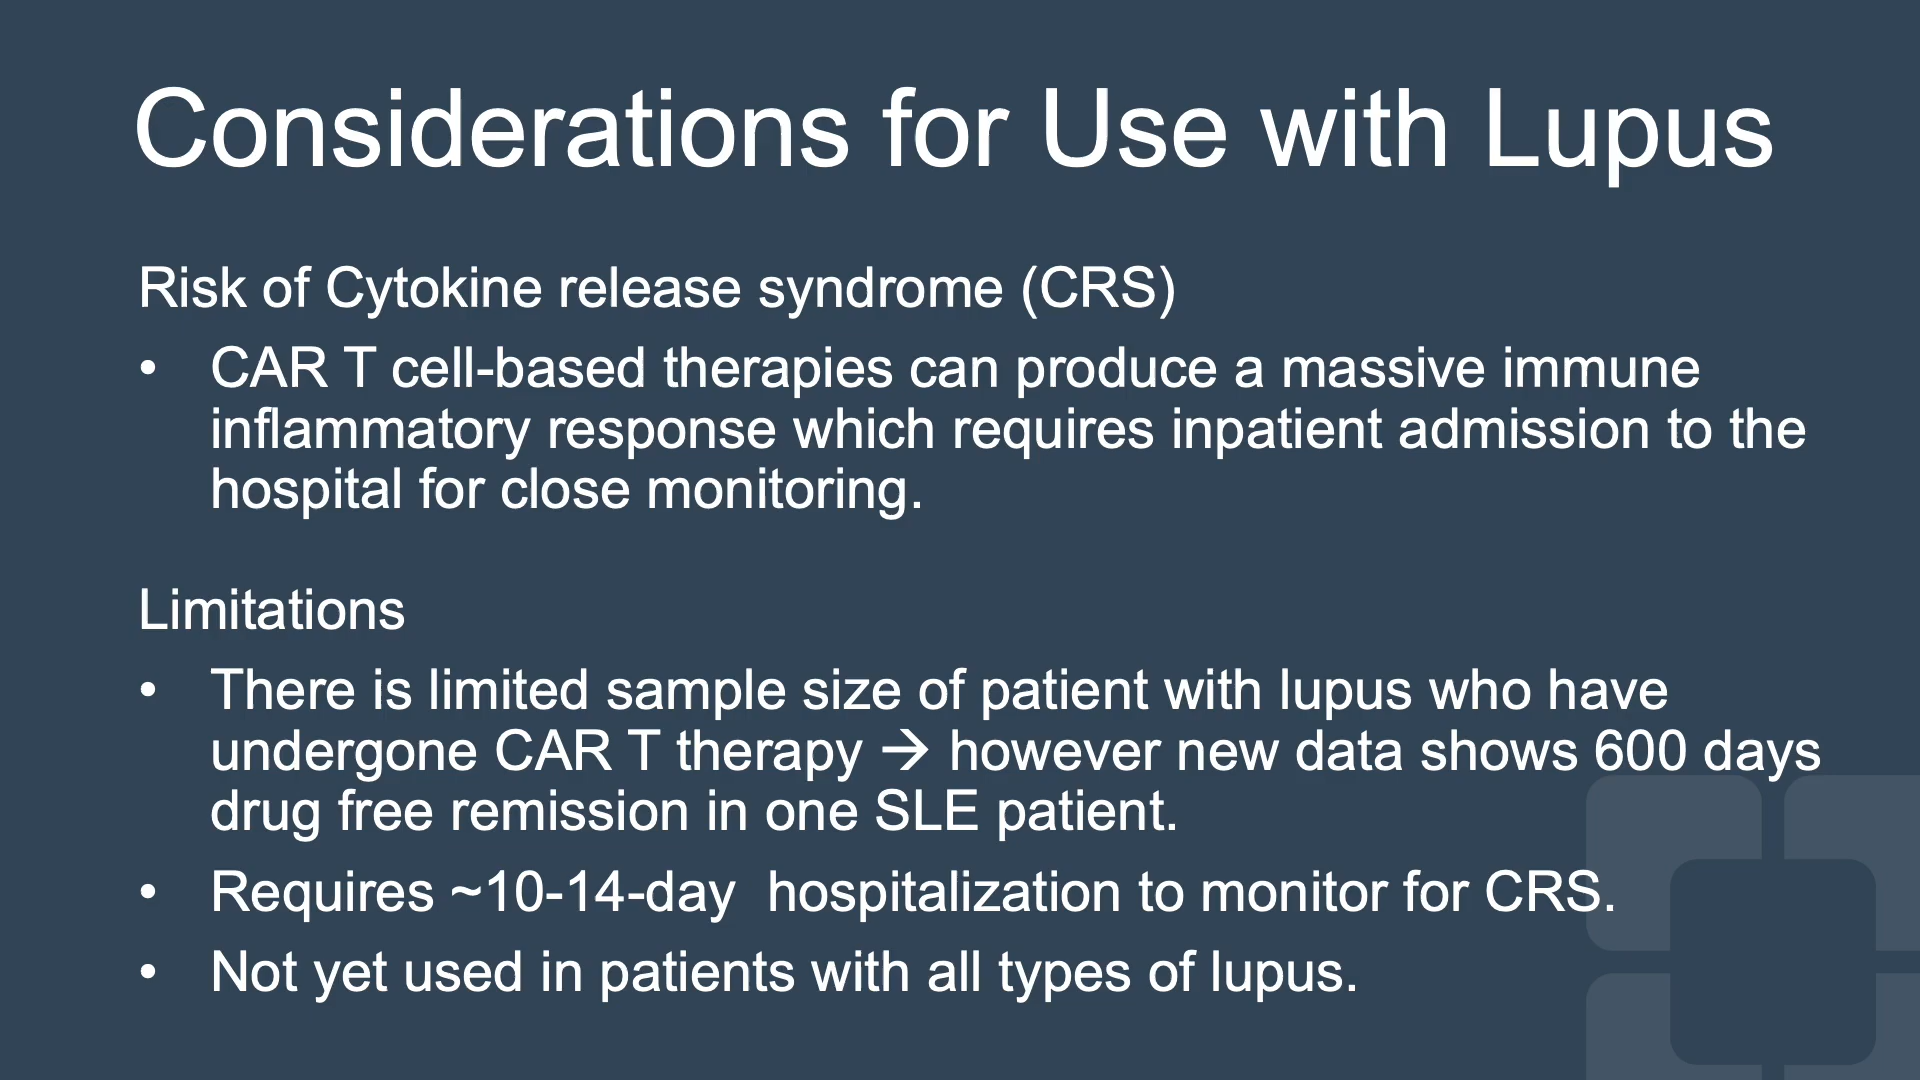 Considerations for Use with Lupus
Risk of Cytokine release syndrome (CRS)
• CAR T cell-based therapies can produce a massive immune
inflammatory response which requires inpatient admission to the
hospital for close monitoring.
Limitations
• There is limited sample size of patient with lupus who have
undergone CAR T therapy → however new data shows 600 days
drug free remission in one SLE patient.
• Requires ~10-14-day  hospitalization to monitor for CRS.
• Not yet used in patients with all types of lupus.